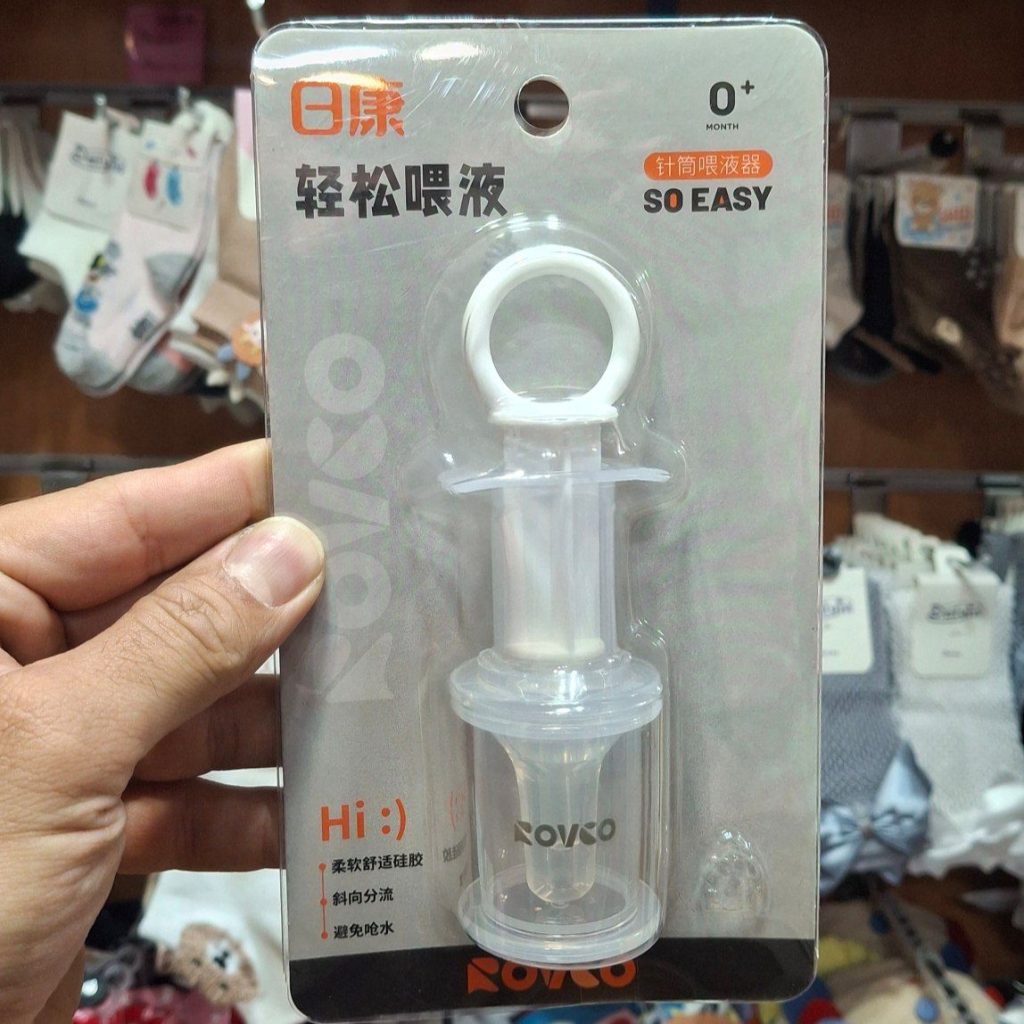 日康
0+
MONTH
轻松喂液
针筒喂液器
SO EASY
ROVCO
ROVCO
Hi :)
柔软舒适硅胶
斜向分流
避免呛水
ROVCO